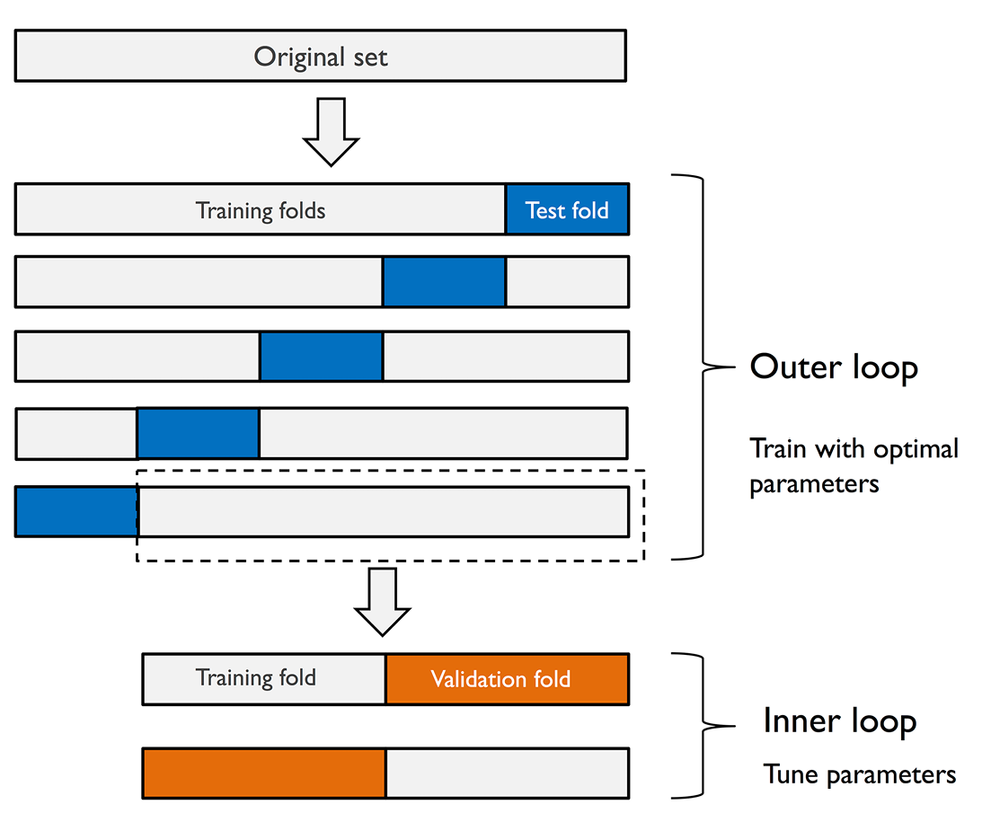 Original set
Training folds
Test fold
Outer loop
Train with optimal
parameters
Training fold
Validation fold
Inner loop
Tune parameters